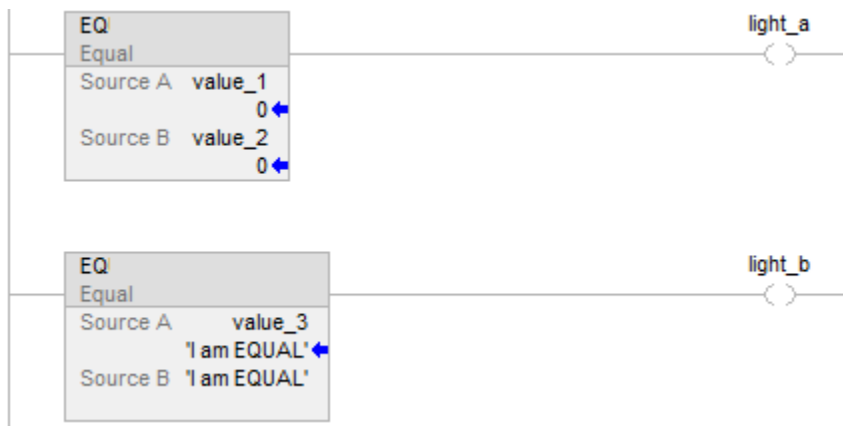 EQ light_a
Equal
Source A value_1
0
Source B value_2
0
EQ light_b
Equal
Source A value_3
'I am EQUAL'
Source B 'I am EQUAL'